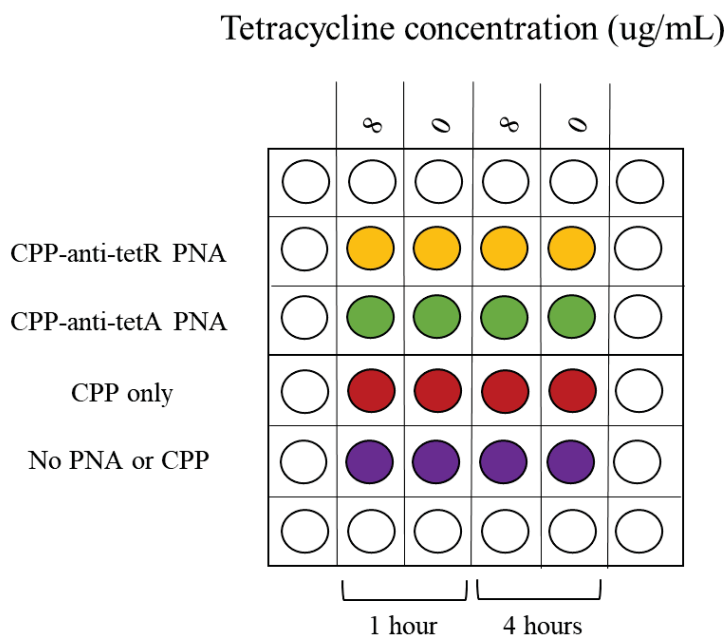 Tetracycline concentration (ug/mL)
8 0 8 0
CPP-anti-tetR PNA
CPP-anti-tetA PNA
CPP only
No PNA or CPP
1 hour 4 hours